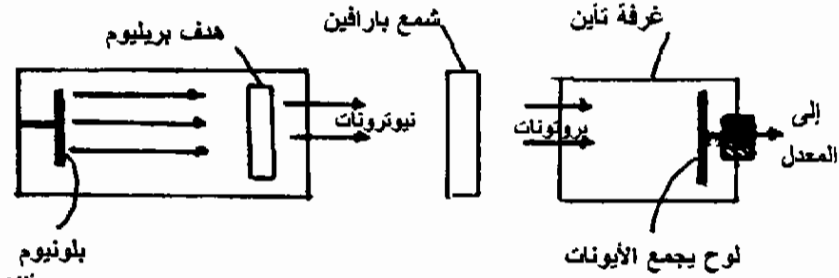 غرفة تأين
شمع بارافين
هدف بريليوم
إلى
المعدل
بروتونات
نيوترونات
لوح يجمع الأيونات
بلونيوم